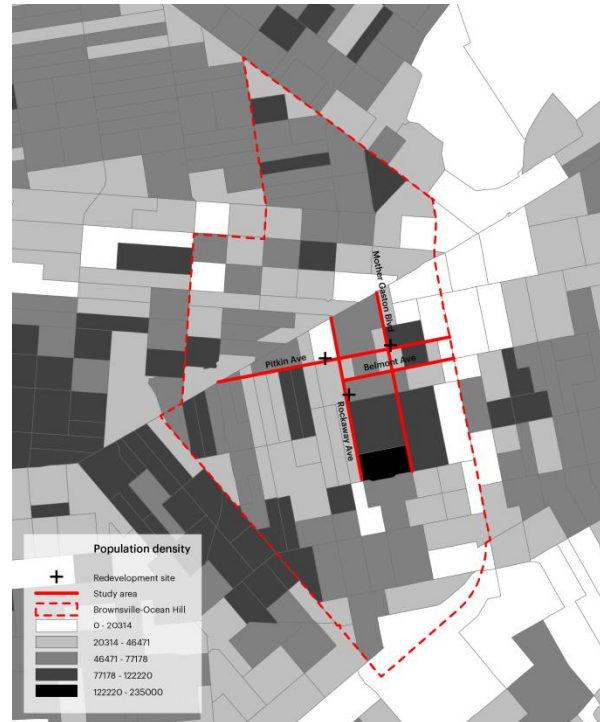 Mother Gaston Blvd
Pitkin Ave
Belmont Ave
Rockaway Ave
Population density
Redevelopment site
Study area
Brownsville-Ocean Hill
0 - 20314
20314 - 46471
46471 - 77178
77178 - 122220
122220 - 235000